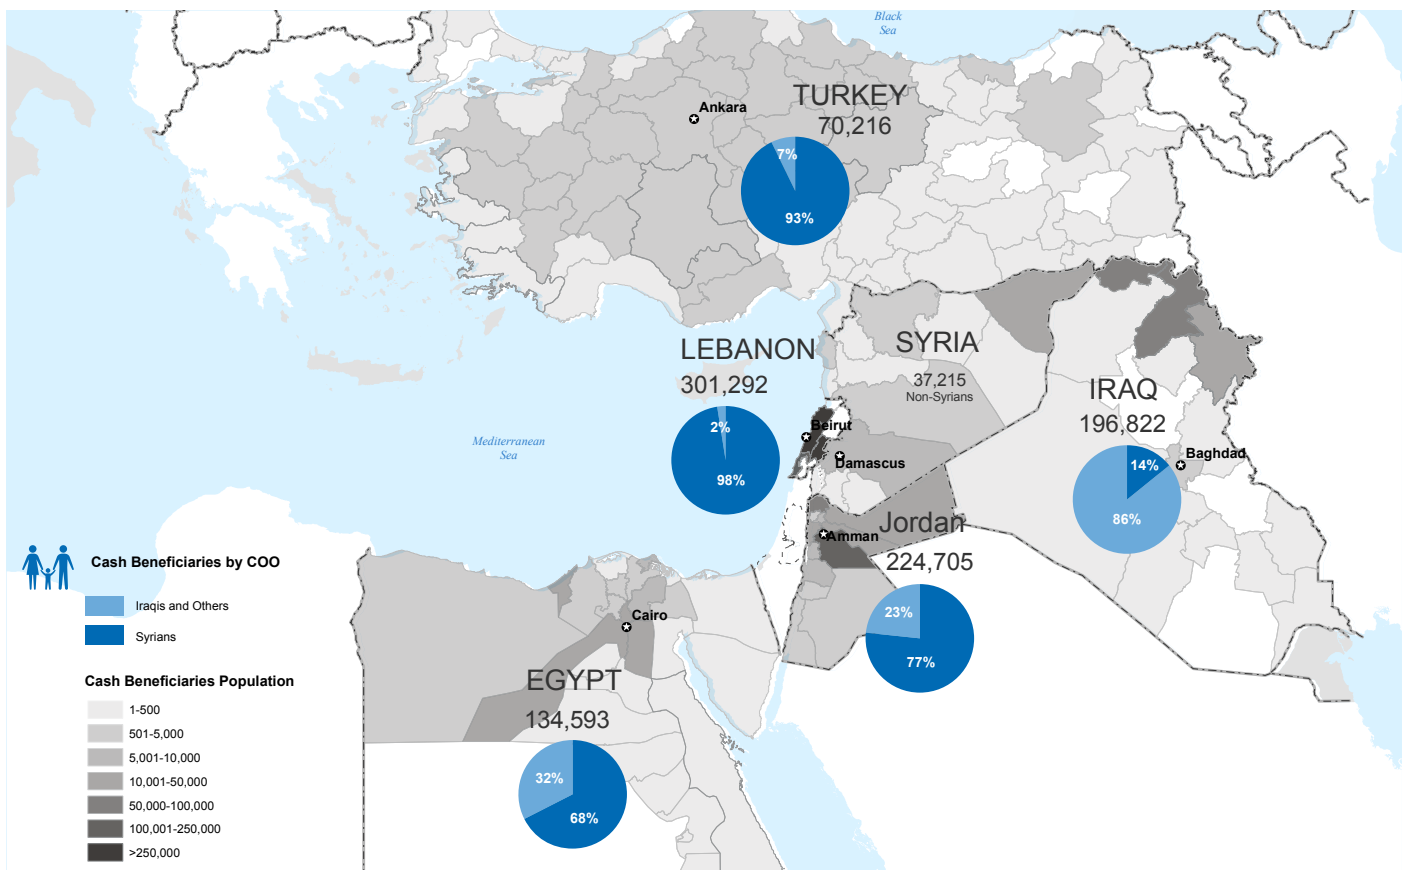 Black
Sea
TURKEY
70,216
Ankara
7%
93%
LEBANON
301,292
2%
98%
Beirut
SYRIA
37,215
Non-Syrians
Damascus
IRAQ
196,822
14%
86%
Baghdad
Mediterranean
Sea
Jordan
224,705
Amman
23%
77%
Cairo
EGYPT
134,593
32%
68%
Cash Beneficiaries by COO
Iraqis and Others
Syrians
Cash Beneficiaries Population
1-500
501-5,000
5,001-10,000
10,001-50,000
50,000-100,000
100,001-250,000
>250,000